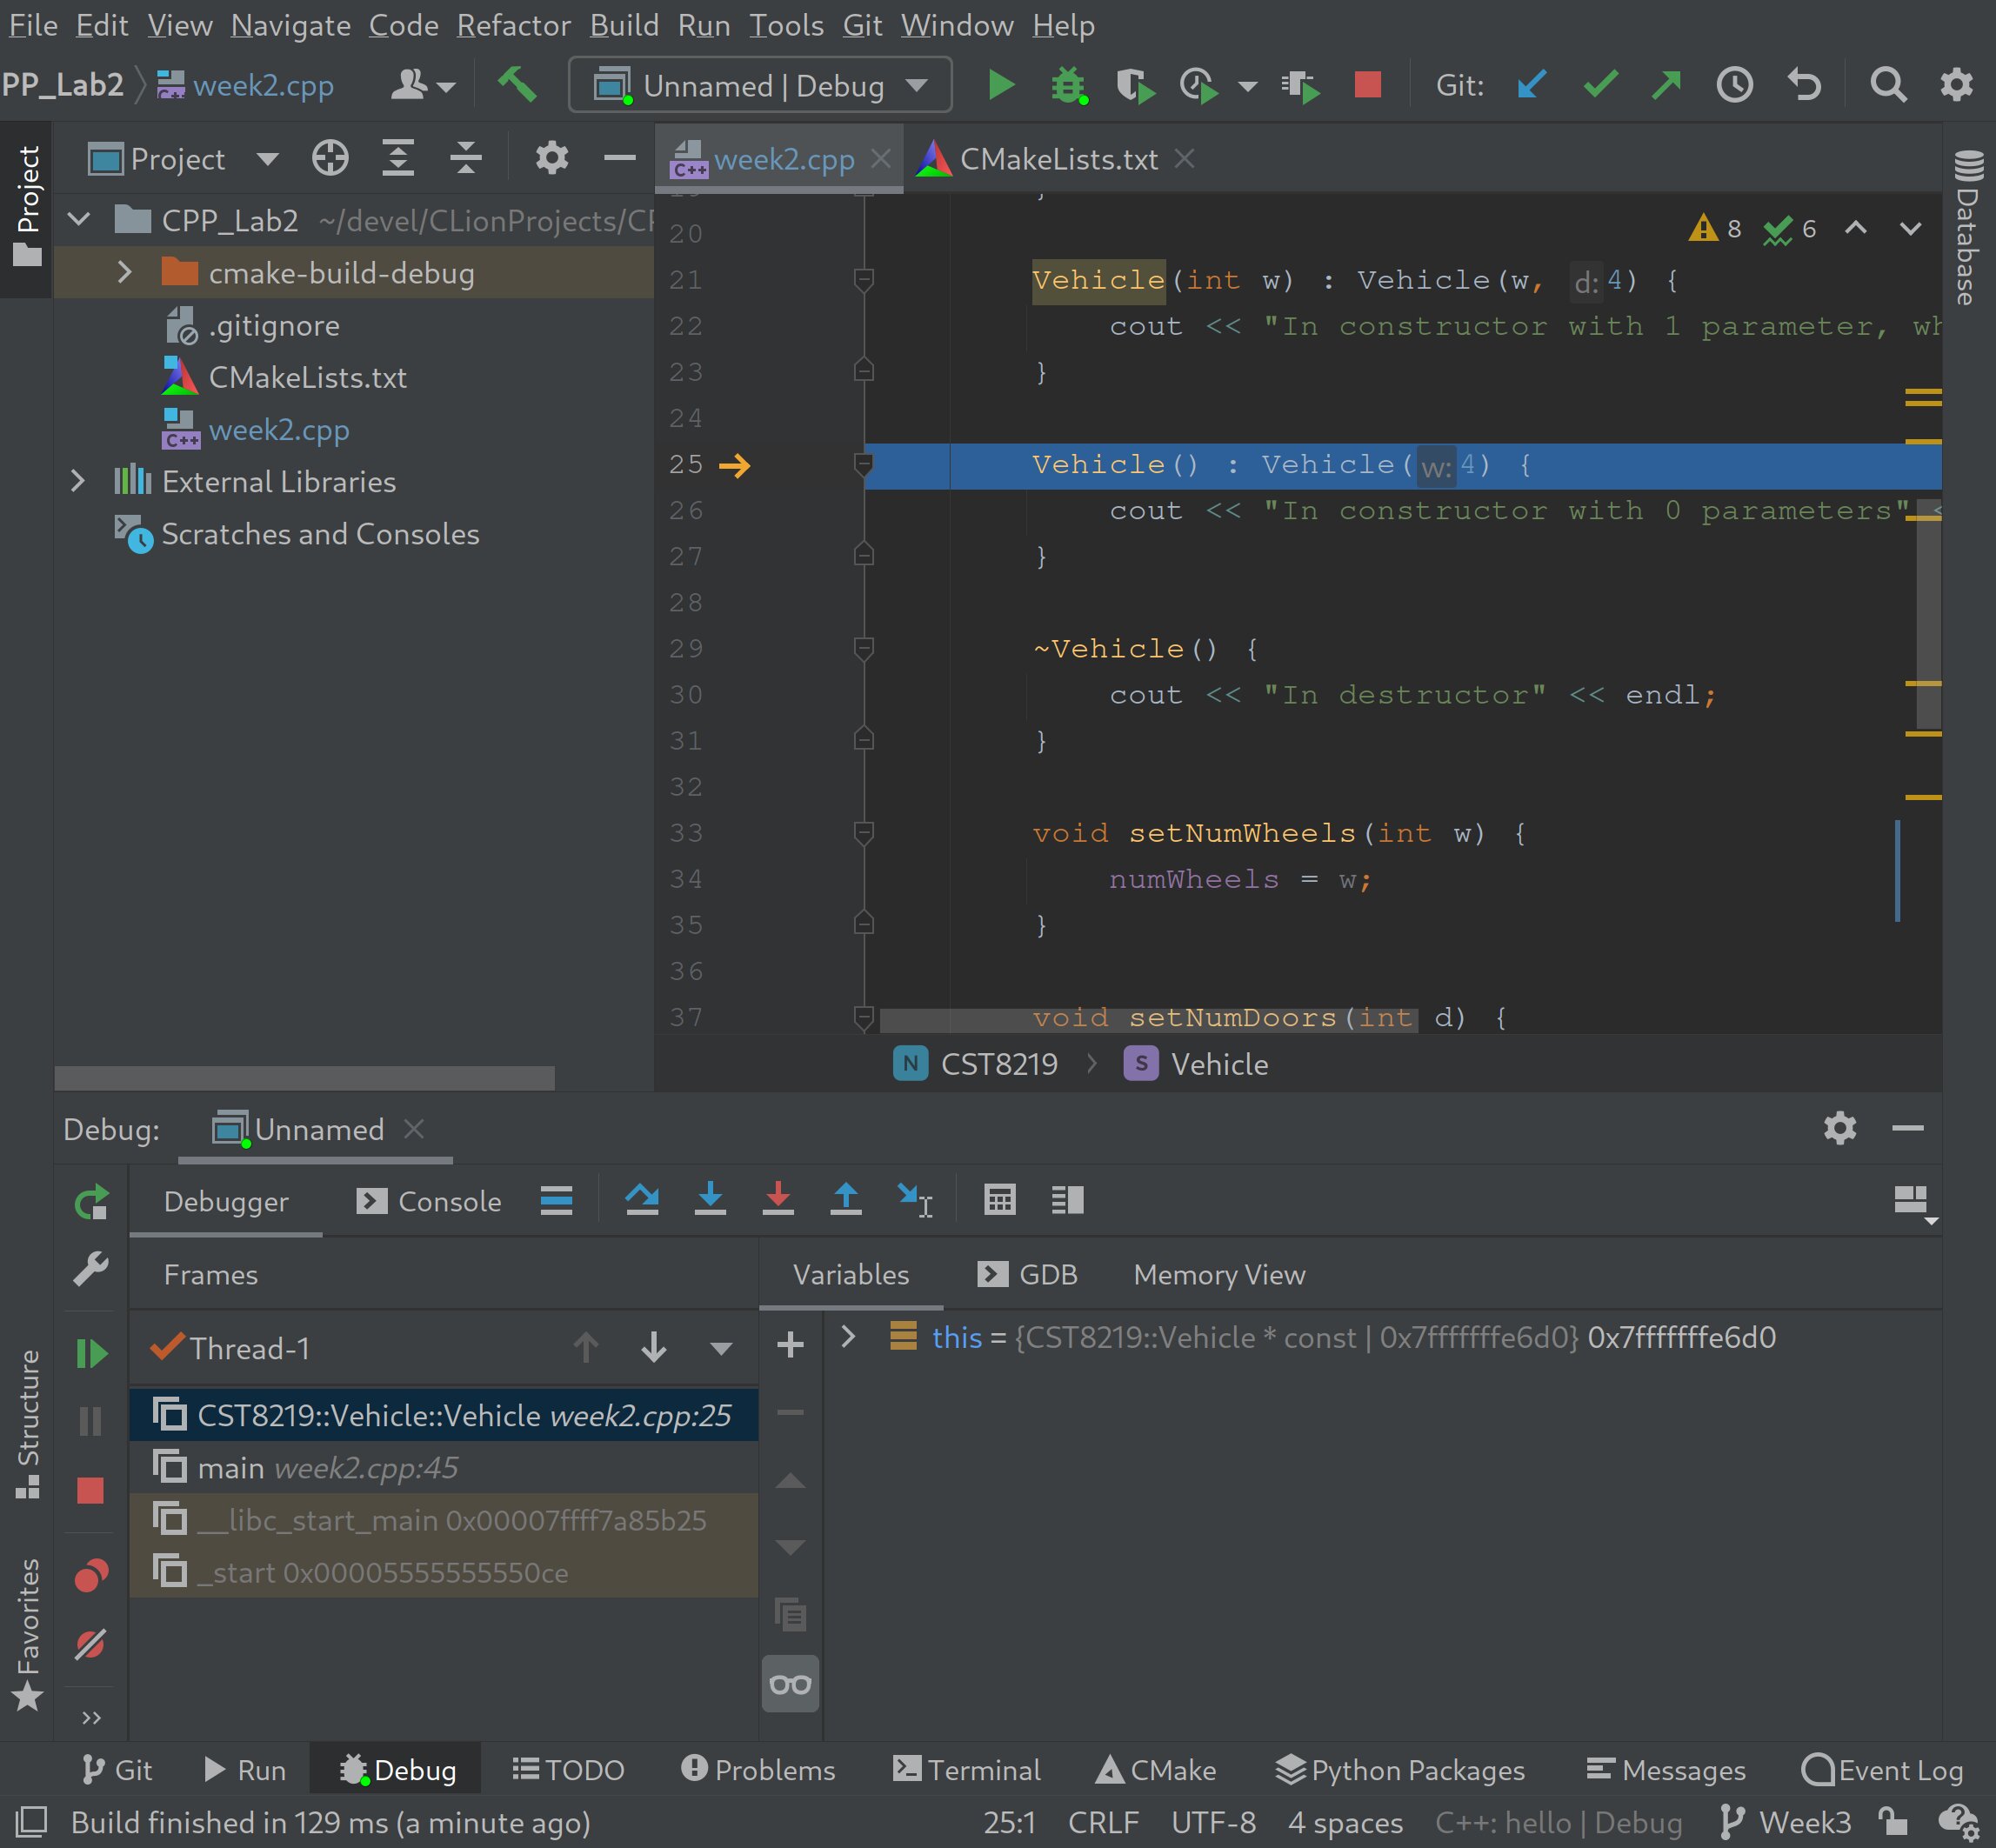 File Edit View Navigate Code Refactor Build Run Tools Git Window Help
PP_Lab2 week2.cpp Unnamed | Debug Git:
Project
Project
week2.cpp
CMakeLists.txt
Database
CPP_Lab2 ~/devel/CLionProjects/CP
cmake-build-debug
.gitignore
CMakeLists.txt
week2.cpp
External Libraries
Scratches and Consoles
8 6
20
21 Vehicle(int w) : Vehicle(w, d: 4) {
22 cout << "In constructor with 1 parameter, wh
23 }
24
25 Vehicle() : Vehicle( w: 4) {
26 cout << "In constructor with 0 parameters" <
27 }
28
29 ~Vehicle() {
30 cout << "In destructor" << endl;
31 }
32
33 void setNumWheels(int w) {
34 numWheels = w;
35 }
36
37 void setNumDoors(int d) {
N CST8219 S Vehicle
Debug: Unnamed
Debugger Console
Frames
Variables GDB Memory View
Thread-1
this = {CST8219::Vehicle * const | 0x7fffffffe6d0} 0x7fffffffe6d0
CST8219::Vehicle::Vehicle week2.cpp:25
main week2.cpp:45
__libc_start_main 0x00007ffff7a85b25
_start 0x00005555555550ce
Structure
Favorites
Git Run Debug TODO Problems Terminal CMake Python Packages Messages Event Log
Build finished in 129 ms (a minute ago) 25:1 CRLF UTF-8 4 spaces C++: hello | Debug Week3